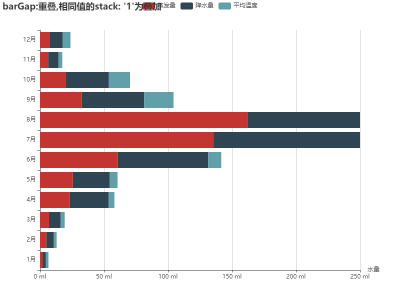 barGap:重叠,相同值的stack: '1'为叠加
蒸发量 降水量 平均温度
12月
11月
10月
9月
8月
7月
6月
5月
4月
3月
2月
1月
0 ml 50 ml 100 ml 150 ml 200 ml 250 ml
水量